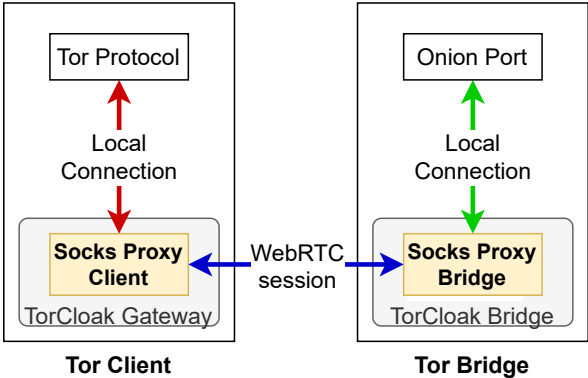 Tor Protocol
Local
Connection
Socks Proxy
Client
TorCloak Gateway
Tor Client
WebRTC
session
Onion Port
Local
Connection
Socks Proxy
Bridge
TorCloak Bridge
Tor Bridge